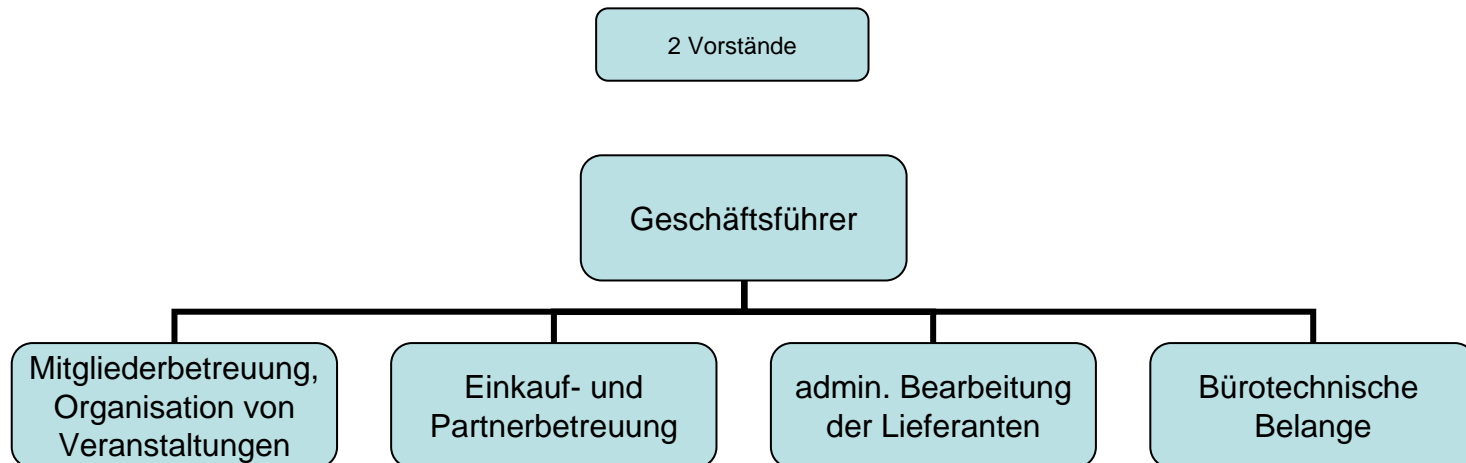 2 Vorstände
Geschäftsführer
Mitgliederbetreuung,
Organisation von
Veranstaltungen
Einkauf- und
Partnerbetreuung
admin. Bearbeitung
der Lieferanten
Bürotechnische
Belange